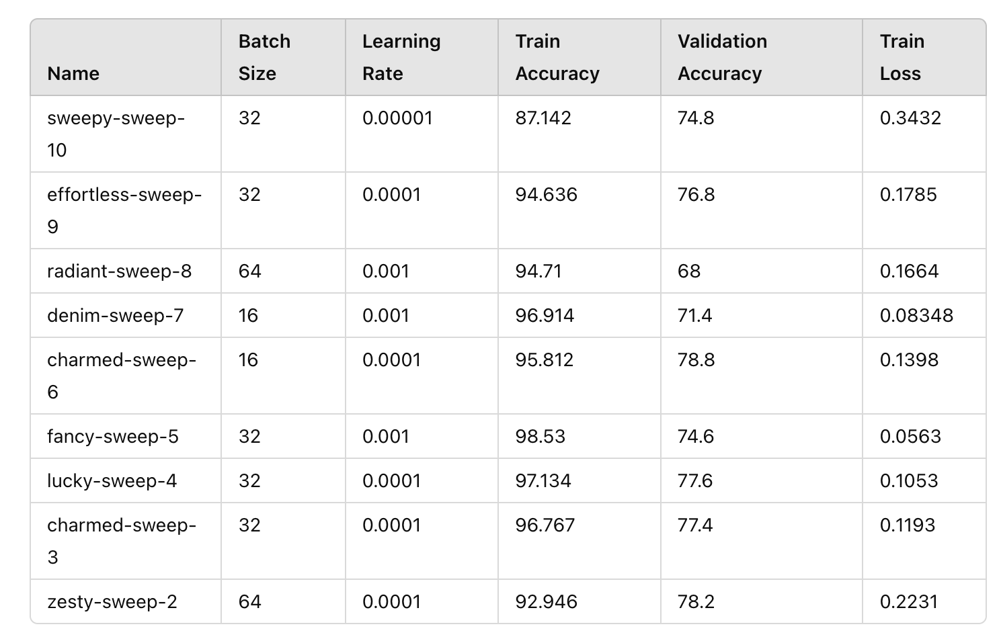 Name Batch Size Learning Rate Train Accuracy Validation Accuracy Train Loss
sweepy-sweep-10 32 0.00001 87.142 74.8 0.3432
effortless-sweep-9 32 0.0001 94.636 76.8 0.1785
radiant-sweep-8 64 0.001 94.71 68 0.1664
denim-sweep-7 16 0.001 96.914 71.4 0.08348
charmed-sweep-6 16 0.0001 95.812 78.8 0.1398
fancy-sweep-5 32 0.001 98.53 74.6 0.0563
lucky-sweep-4 32 0.0001 97.134 77.6 0.1053
charmed-sweep-3 32 0.0001 96.767 77.4 0.1193
zesty-sweep-2 64 0.0001 92.946 78.2 0.2231